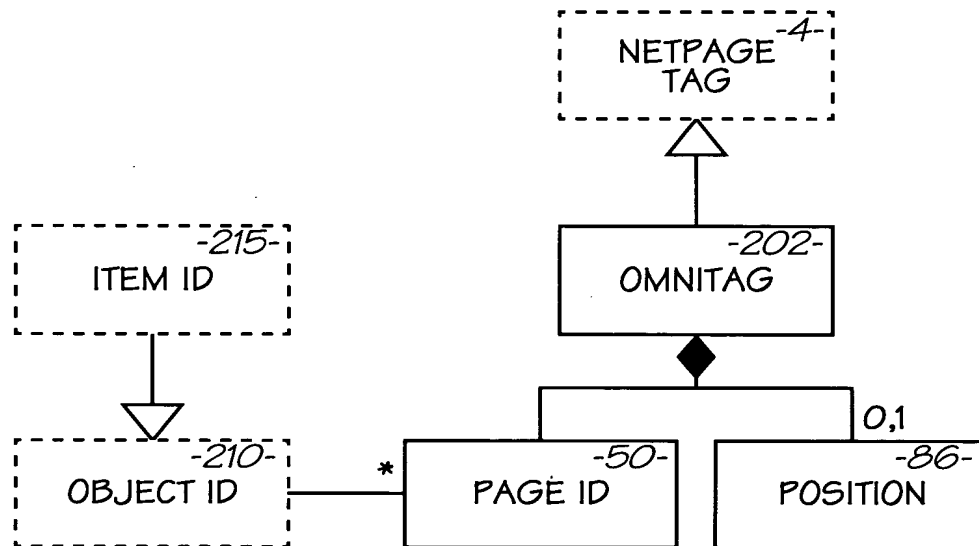 -4-
NETPAGE
TAG
-215-
ITEM ID
-202-
OMNITAG
0,1
-210-
OBJECT ID
*
-50-
PAGE ID
-86-
POSITION